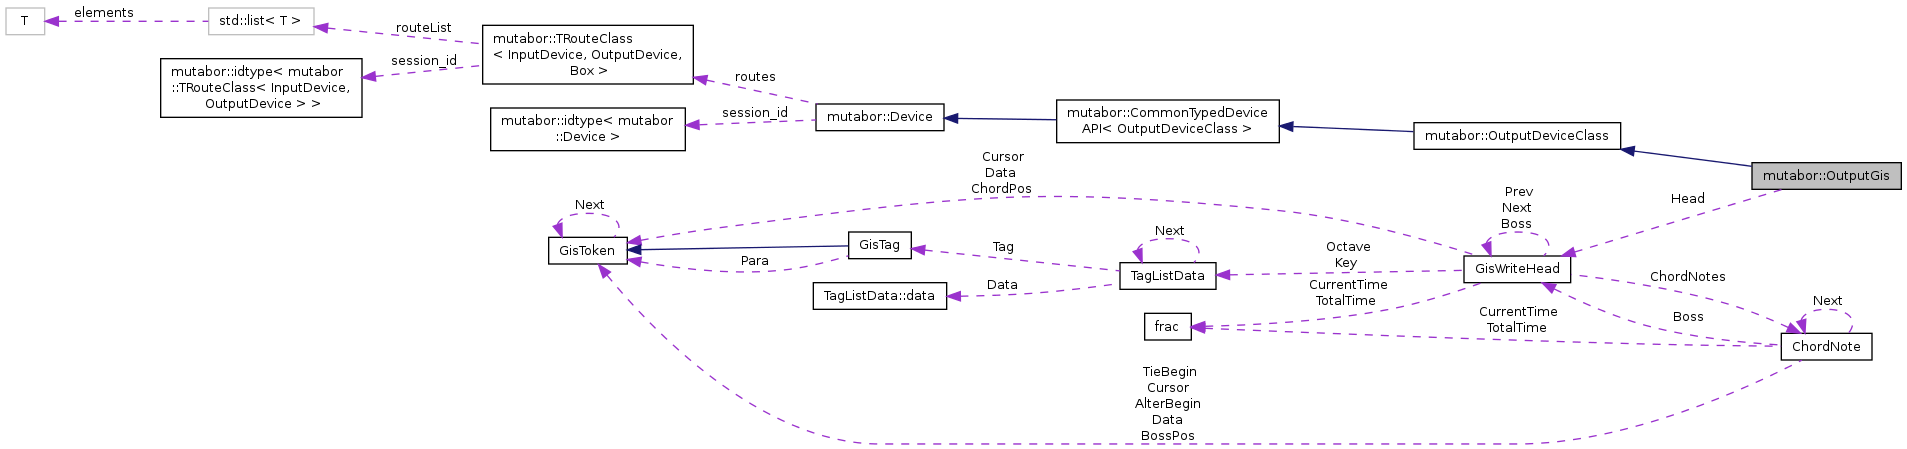 T
elements
std::list< T >
routeList
mutabor::TRouteClass
< InputDevice, OutputDevice,
Box >
session_id
mutabor::idtype< mutabor
::TRouteClass< InputDevice,
OutputDevice > >
routes
session_id
mutabor::idtype< mutabor
::Device >
mutabor::Device
mutabor::CommonTypedDevice
API< OutputDeviceClass >
mutabor::OutputDeviceClass
mutabor::OutputGis
Head
Cursor
Data
ChordPos
Prev
Next
Boss
Next
GisToken
GisTag
Para
Tag
Next
TagListData
Octave
Key
GisWriteHead
Data
TagListData::data
CurrentTime
TotalTime
frac
ChordNotes
CurrentTime
TotalTime
Boss
Next
ChordNote
TieBegin
Cursor
AlterBegin
Data
BossPos